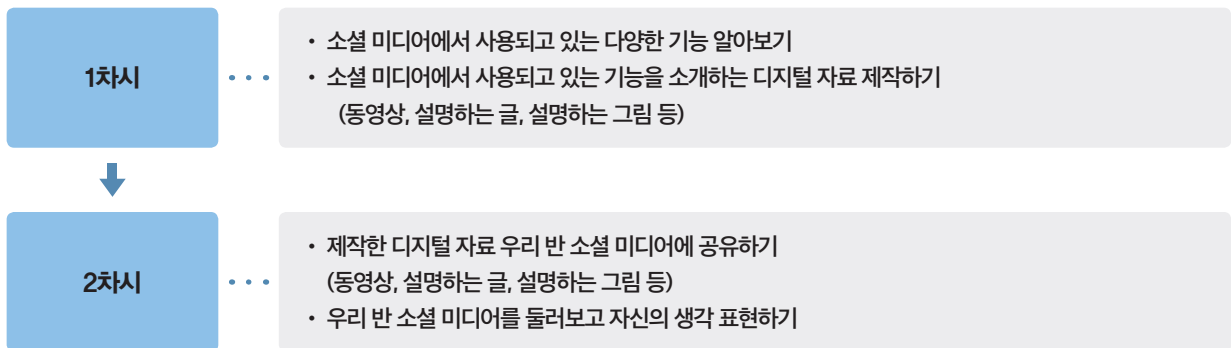 1차시
• 소셜 미디어에서 사용되고 있는 다양한 기능 알아보기
• 소셜 미디어에서 사용되고 있는 기능을 소개하는 디지털 자료 제작하기
(동영상, 설명하는 글, 설명하는 그림 등)
2차시
• 제작한 디지털 자료 우리 반 소셜 미디어에 공유하기
(동영상, 설명하는 글, 설명하는 그림 등)
• 우리 반 소셜 미디어를 둘러보고 자신의 생각 표현하기